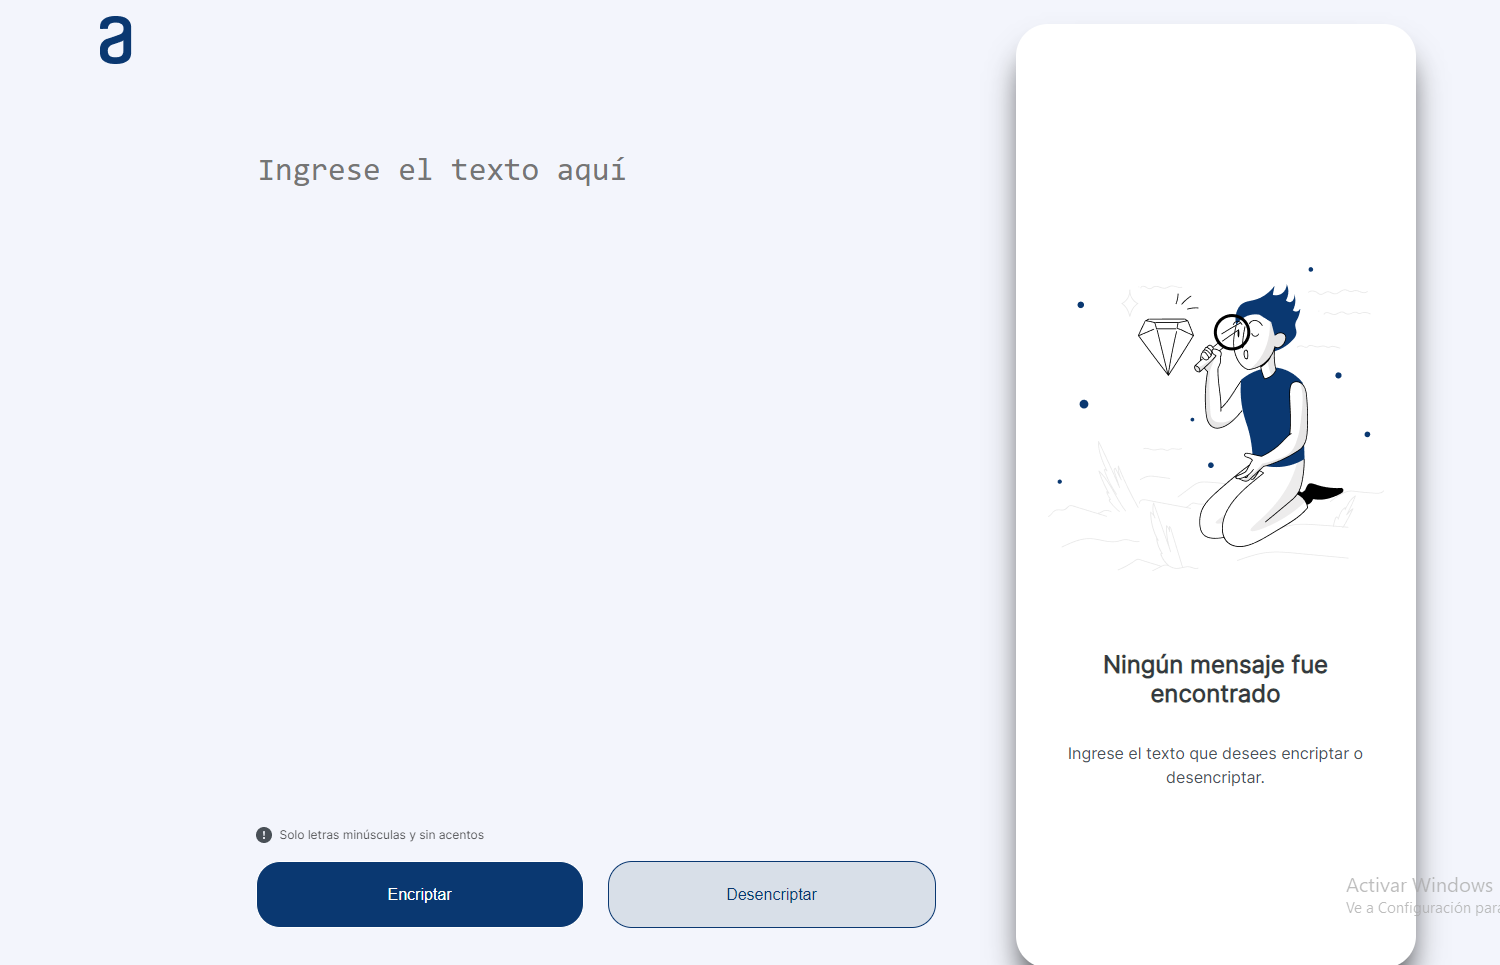 a
Ingrese el texto aquí
Ningún mensaje fue
encontrado
Ingrese el texto que desees encriptar o
desencriptar.
! Solo letras minúsculas y sin acentos
Encriptar
Desencriptar
Activar Windows
Ve a Configuración para